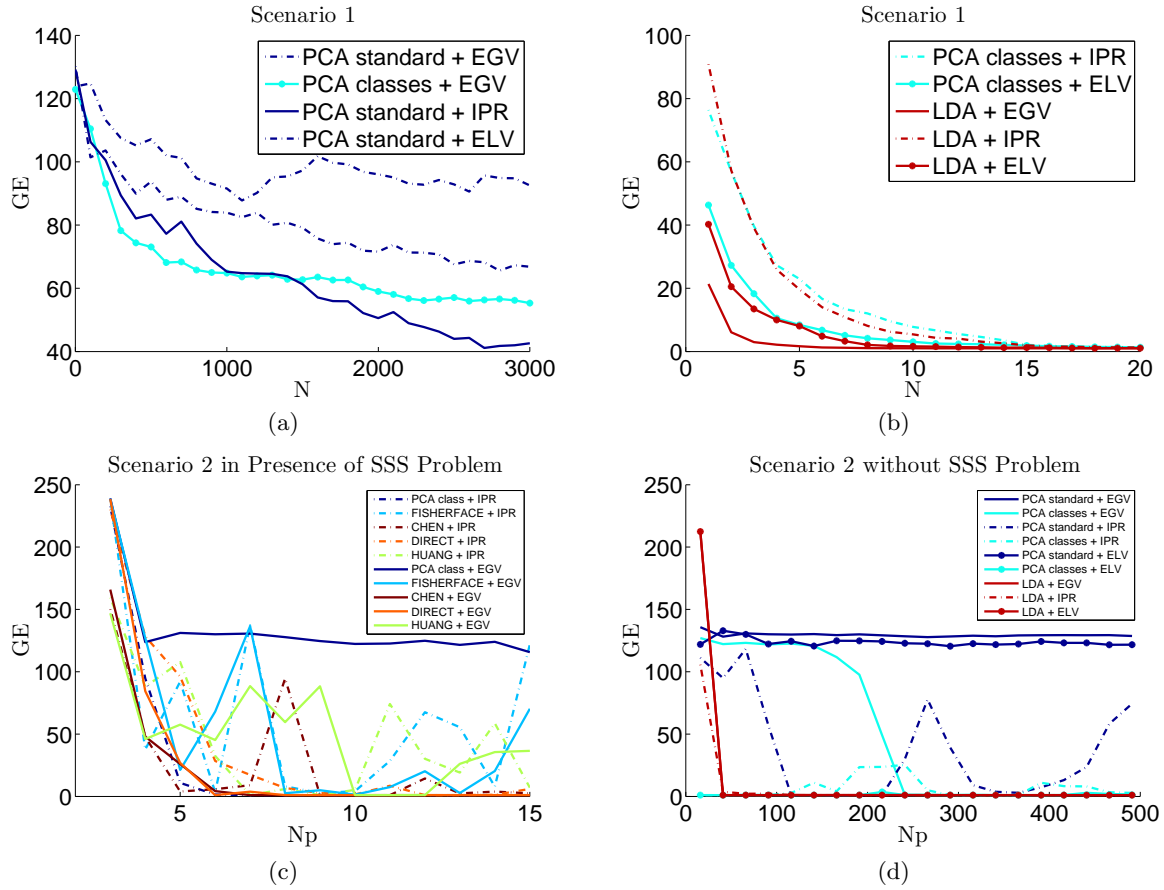 Scenario 1
140
120
100
80
60
40
GE
0
1000
2000
3000
N
PCA standard + EGV
PCA classes + EGV
PCA standard + IPR
PCA standard + ELV
(a)
Scenario 1
100
80
60
40
20
0
GE
0
5
10
15
20
N
PCA classes + IPR
PCA classes + ELV
LDA + EGV
LDA + IPR
LDA + ELV
(b)
Scenario 2 in Presence of SSS Problem
250
200
150
100
50
0
GE
5
10
15
Np
PCA class + IPR
FISHERFACE + IPR
CHEN + IPR
DIRECT + IPR
HUANG + IPR
PCA class + EGV
FISHERFACE + EGV
CHEN + EGV
DIRECT + EGV
HUANG + EGV
(c)
Scenario 2 without SSS Problem
250
200
150
100
50
0
GE
0
100
200
300
400
500
Np
PCA standard + EGV
PCA classes + EGV
PCA standard + IPR
PCA classes + IPR
PCA standard + ELV
PCA classes + ELV
LDA + EGV
LDA + IPR
LDA + ELV
(d)